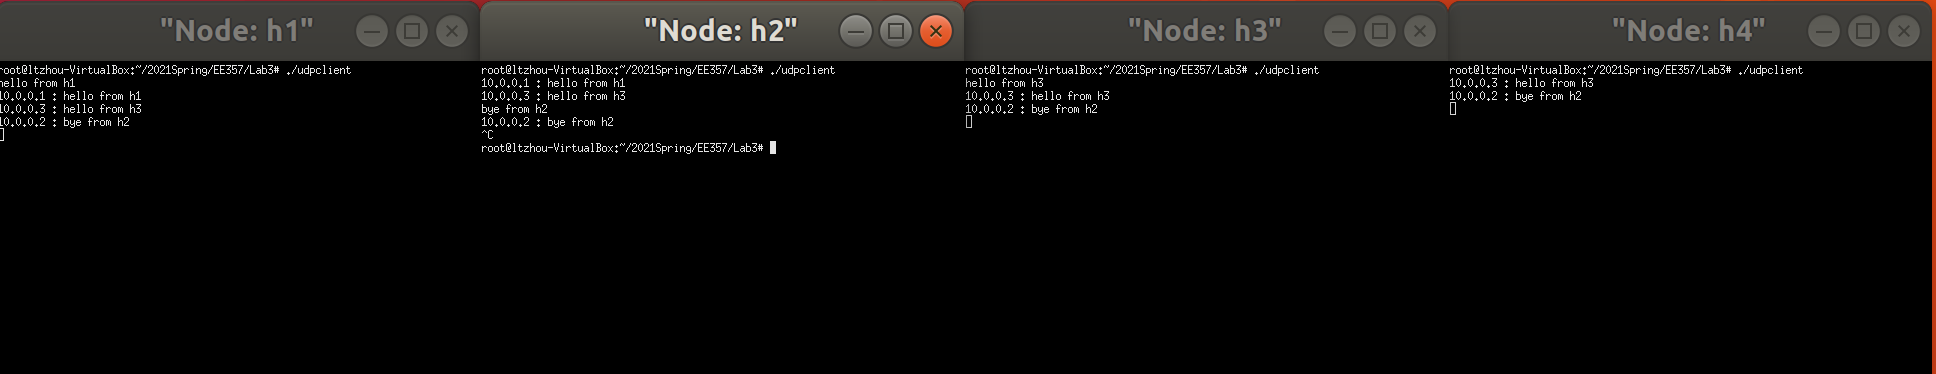 "Node: h1"
root@ltzhou-VirtualBox:~/2021Spring/EE357/Lab3# ./udpclient
hello from h1
10.0.0.1 : hello from h1
10.0.0.3 : hello from h3
10.0.0.2 : bye from h2
"Node: h2"
root@ltzhou-VirtualBox:~/2021Spring/EE357/Lab3# ./udpclient
10.0.0.1 : hello from h1
10.0.0.3 : hello from h3
bye from h2
10.0.0.2 : bye from h2
^C
root@ltzhou-VirtualBox:~/2021Spring/EE357/Lab3#
"Node: h3"
root@ltzhou-VirtualBox:~/2021Spring/EE357/Lab3# ./udpclient
hello from h3
10.0.0.3 : hello from h3
10.0.0.2 : bye from h2
"Node: h4"
root@ltzhou-VirtualBox:~/2021Spring/EE357/Lab3# ./udpclient
10.0.0.3 : hello from h3
10.0.0.2 : bye from h2